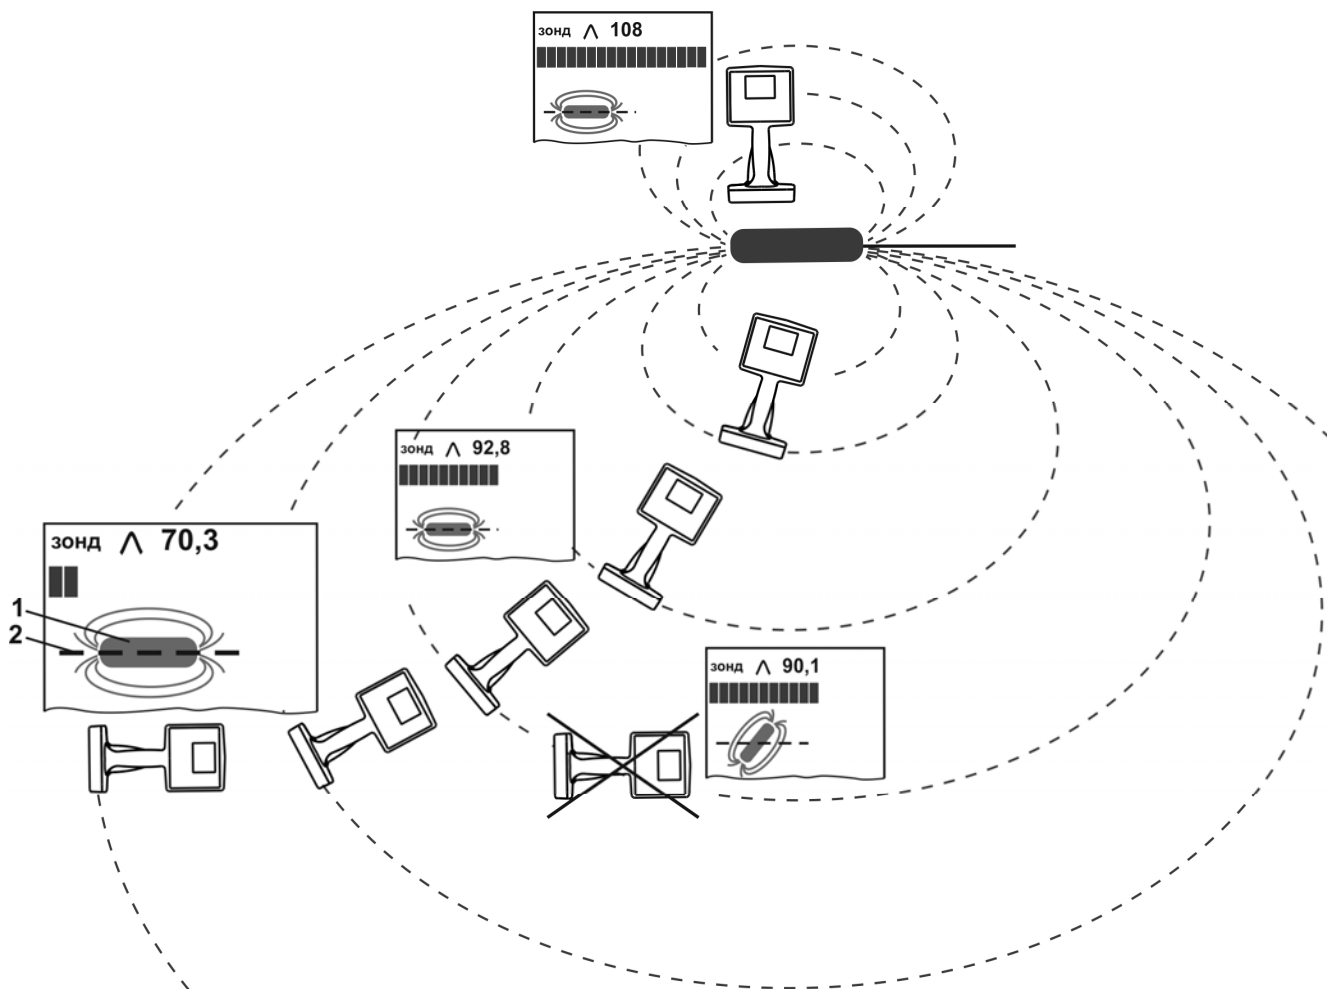 зонд ⋀ 108
зонд ⋀ 92,8
зонд ⋀ 70,3
1
2
зонд ⋀ 90,1